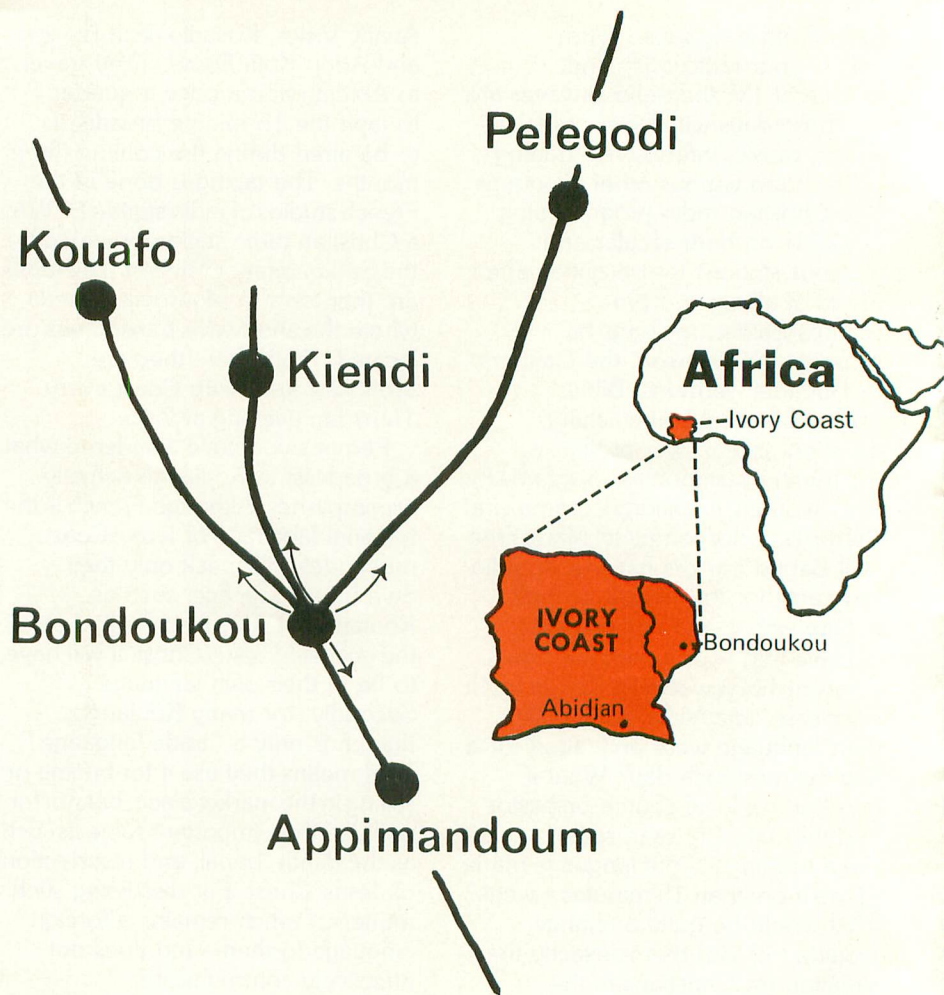 Pelegodi
Kouafo
Kiendi
Africa
Ivory Coast
Bondoukou
IVORY
COAST
Bondoukou
Abidjan
Appimandoum